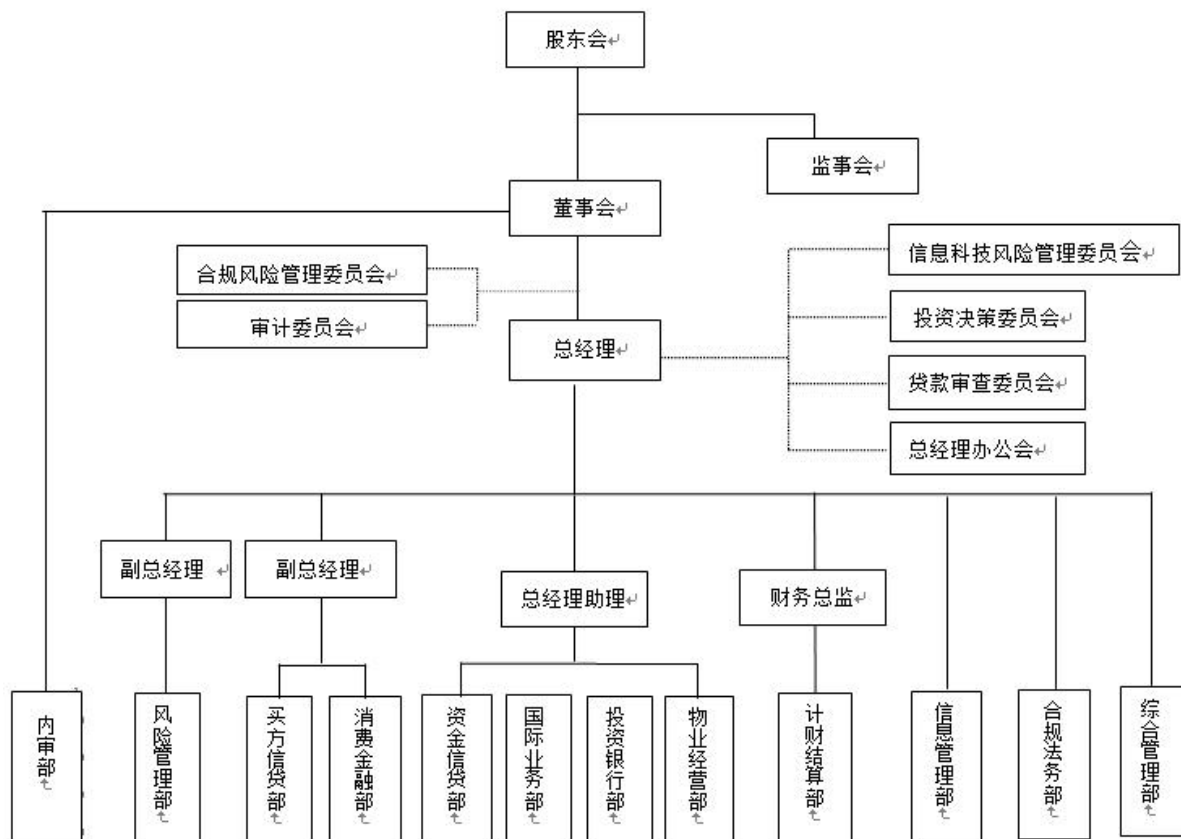 股东会
监事会
董事会
合规风险管理委员会
审计委员会
信息科技风险管理委员会
投资决策委员会
总经理
贷款审查委员会
总经理办公会
副总经理
副总经理
总经理助理
财务总监
内审部
风险管理部
买方信贷部
消费金融部
资金信贷部
国际业务部
投资银行部
物业经营部
计财结算部
信息管理部
合规法务部
综合管理部